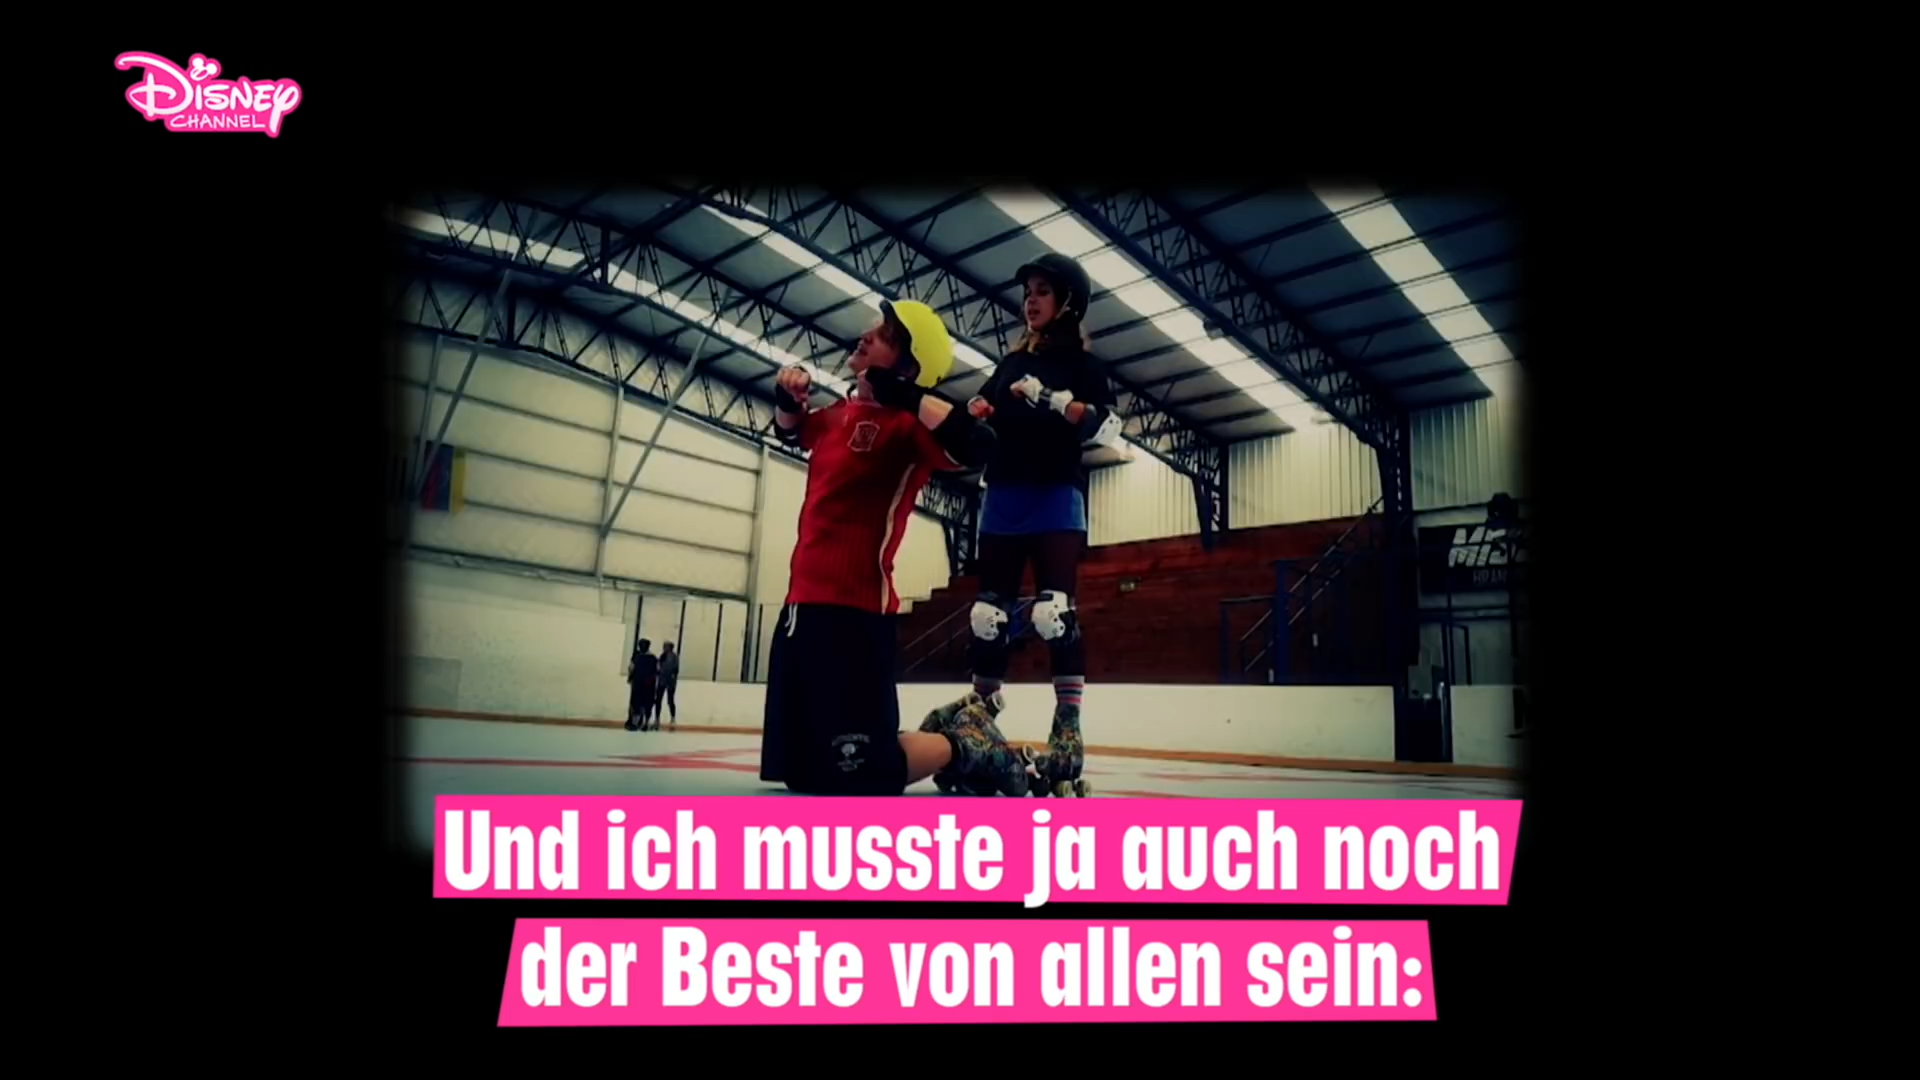 Disney
CHANNEL
Und ich musste ja auch noch
der Beste von allen sein: